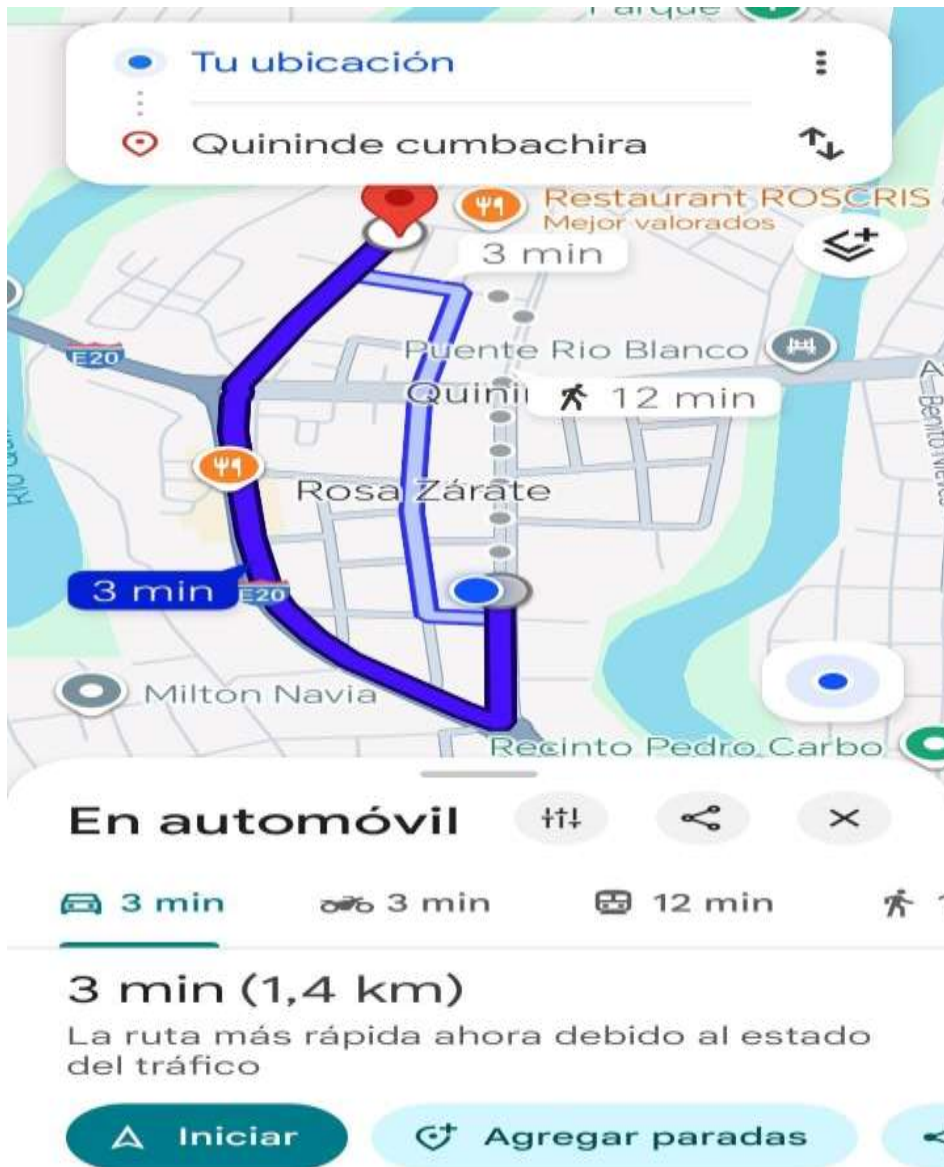 Parque
Tu ubicación
Quininde cumbachira
Restaurant ROSCRIS
Mejor valorados
3 min
E20
Puente Rio Blanco
12 min
Benito Nieves
Rosa Zárate
3 min
E20
Milton Navia
Recinto Pedro Carbo
En automóvil
3 min
3 min
12 min
3 min (1,4 km)
La ruta más rápida ahora debido al estado
del tráfico
Iniciar
Agregar paradas